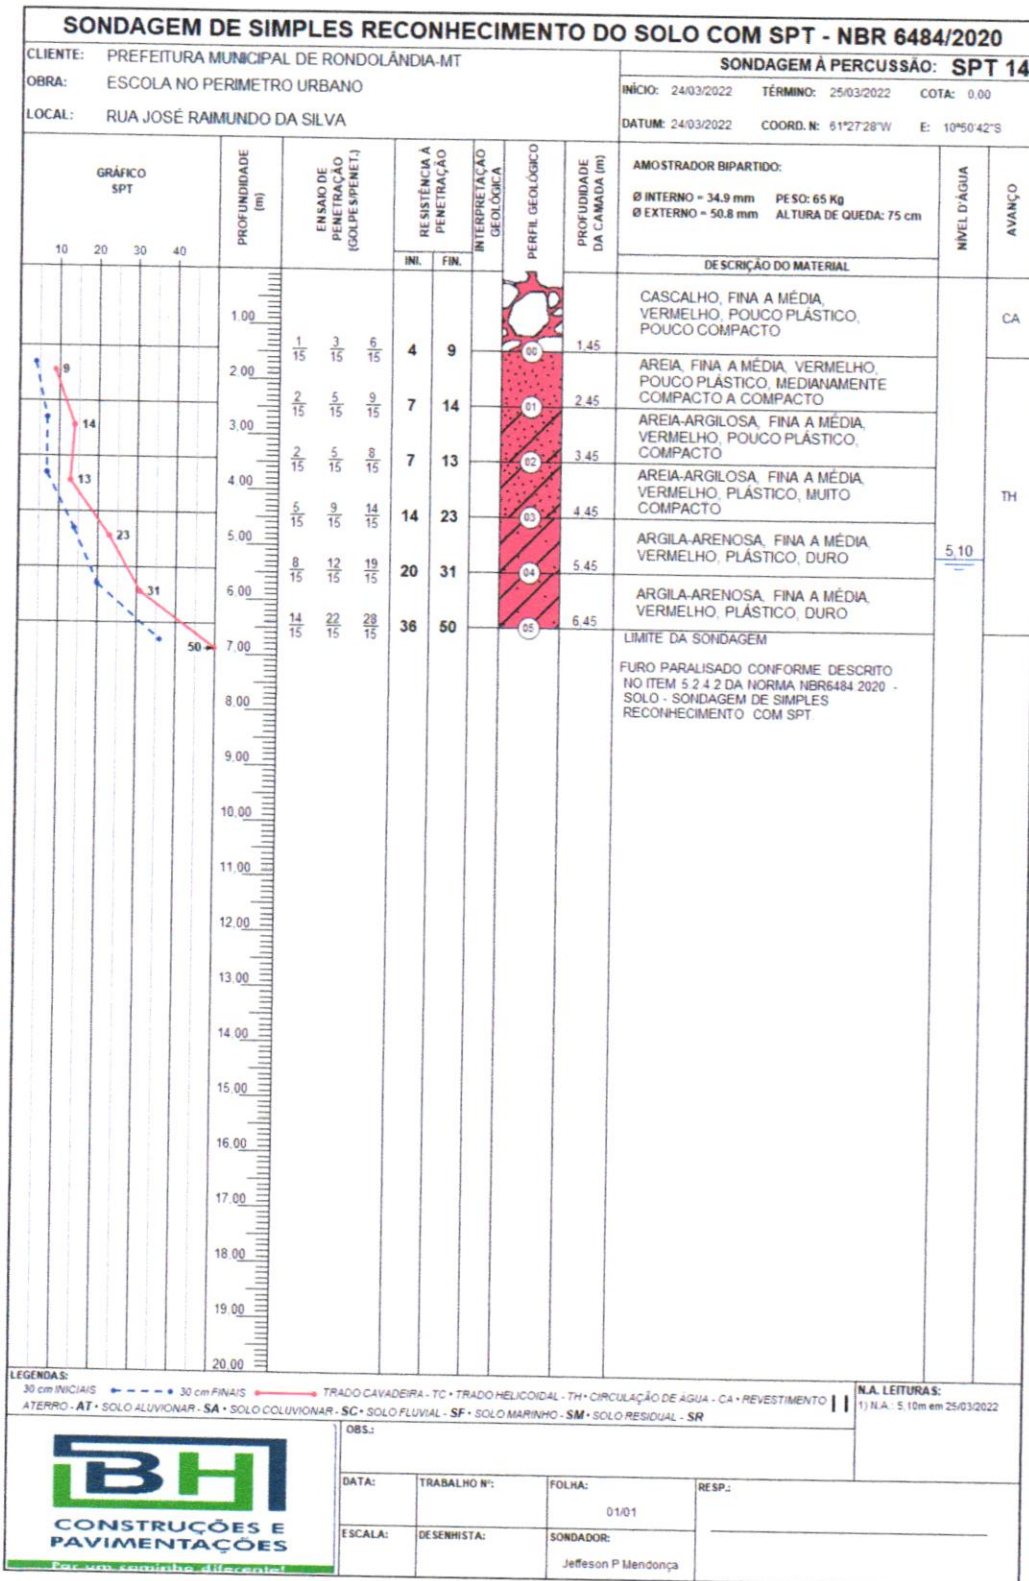 SONDAGEM DE SIMPLES RECONHECIMENTO DO SOLO COM SPT - NBR 6484/2020
CLIENTE: PREFEITURA MUNICIPAL DE RONDOLÂNDIA-MT
OBRA: ESCOLA NO PERIMETRO URBANO
LOCAL: RUA JOSÉ RAIMUNDO DA SILVA
SONDAGEM À PERCUSSÃO: SPT 14
INÍCIO: 24/03/2022 TÉRMINO: 25/03/2022 COTA: 0,00
DATUM: 24/03/2022 COORD. N: 61°27'28"W E: 10°50'42"S
GRÁFICO
SPT
10 20 30 40
PROFUNDIDADE
(m)
ENSAIO DE
PENETRAÇÃO
(GOLPES/PENET.)
RESISTÊNCIA À
PENETRAÇÃO
INI. FIN.
INTERPRETAÇÃO
GEOLÓGICA
PERFIL GEOLÓGICO
PROFUDIDADE
DA CAMADA (m)
AMOSTRADOR BIPARTIDO:
Ø INTERNO = 34.9 mm PESO: 65 Kg
Ø EXTERNO = 50.8 mm ALTURA DE QUEDA: 75 cm
DESCRIÇÃO DO MATERIAL
NÍVEL D'ÁGUA
AVANÇO
CASCALHO, FINA A MÉDIA,
VERMELHO, POUCO PLÁSTICO,
POUCO COMPACTO
CA
1.00
1/15 3/15 6/15 4 9 00 1,45
9
2.00
AREIA, FINA A MÉDIA, VERMELHO,
POUCO PLÁSTICO, MEDIANAMENTE
COMPACTO A COMPACTO
2/15 5/15 9/15 7 14 01 2,45
14
3.00
AREIA-ARGILOSA, FINA A MÉDIA,
VERMELHO, POUCO PLÁSTICO,
COMPACTO
2/15 5/15 8/15 7 13 02 3,45
13
4.00
AREIA-ARGILOSA, FINA A MÉDIA,
VERMELHO, PLÁSTICO, MUITO
COMPACTO
TH
5/15 9/15 14/15 14 23 03 4,45
23
5.00
ARGILA-ARENOSA, FINA A MÉDIA,
VERMELHO, PLÁSTICO, DURO
5,10
8/15 12/15 19/15 20 31 04 5,45
31
6.00
ARGILA-ARENOSA, FINA A MÉDIA,
VERMELHO, PLÁSTICO, DURO
14/15 22/15 28/15 36 50 05 6,45
50
7.00
LIMITE DA SONDAGEM
FURO PARALISADO CONFORME DESCRITO
NO ITEM 5.2.4.2 DA NORMA NBR6484.2020 -
SOLO - SONDAGEM DE SIMPLES
RECONHECIMENTO COM SPT.
8.00
9.00
10.00
11.00
12.00
13.00
14.00
15.00
16.00
17.00
18.00
19.00
20.00
LEGENDAS:
30 cm INICIAIS 30 cm FINAIS TRADO CAVADEIRA - TC • TRADO HELICOIDAL - TH • CIRCULAÇÃO DE ÁGUA - CA • REVESTIMENTO
ATERRO - AT • SOLO ALUVIONAR - SA • SOLO COLUVIONAR - SC • SOLO FLUVIAL - SF • SOLO MARINHO - SM • SOLO RESIDUAL - SR
N.A. LEITURAS:
1) N.A.: 5,10m em 25/03/2022
BH
CONSTRUÇÕES E
PAVIMENTAÇÕES
Por um caminho diferente!
OBS.:
DATA: TRABALHO Nº: FOLHA: RESP.:
01/01
ESCALA: DESENHISTA: SONDADOR:
Jeffeson P Mendonça